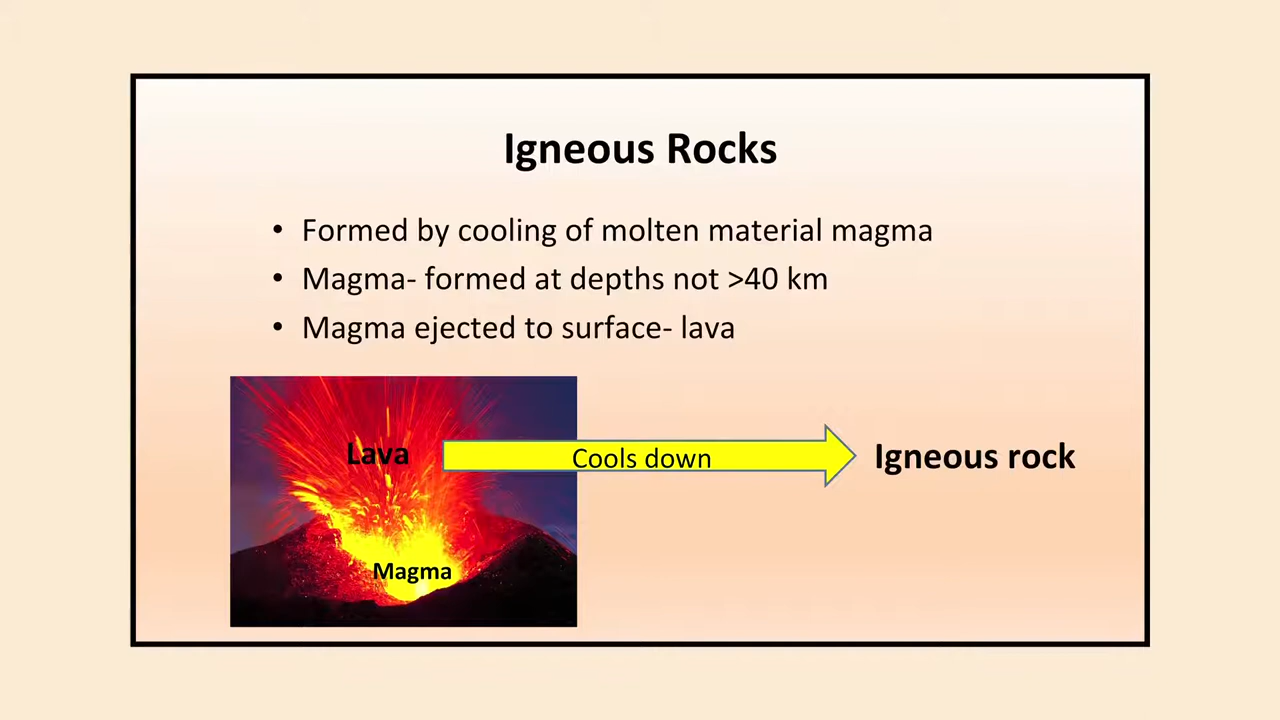 Igneous Rocks
• Formed by cooling of molten material magma
• Magma- formed at depths not >40 km
• Magma ejected to surface- lava
Lava
Cools down
Igneous rock
Magma